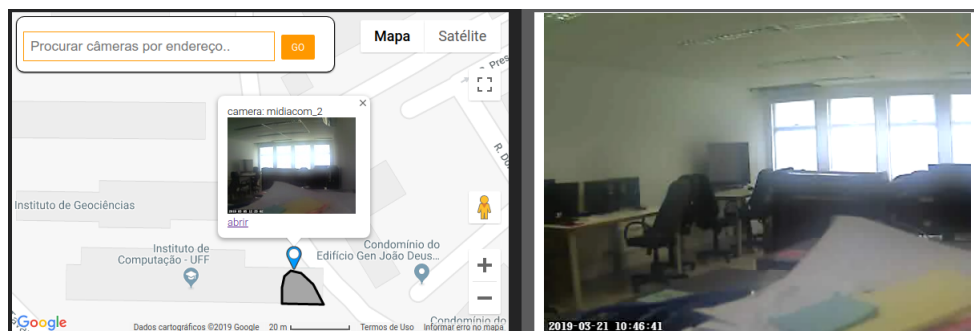 Procurar câmeras por endereço..
GO
Mapa
Satélite
camera: midiacom_2
abrir
Instituto de Geociências
Instituto de
Computação - UFF
Condomínio do
Edifício Gen João Deus...
Condomínio do
Google
Dados cartográficos ©2019 Google
20 m
Termos de Uso
Informar erro no mapa
2019-03-21 10:46:41